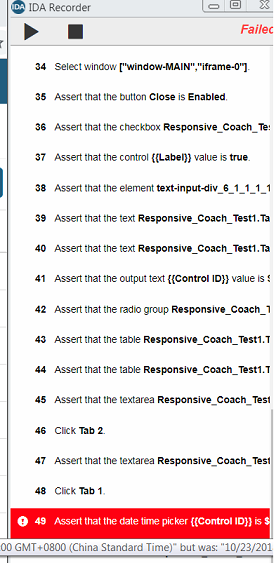 IDA IDA Recorder
Failed
34 Select window ["window-MAIN","iframe-0"].
35 Assert that the button Close is Enabled.
36 Assert that the checkbox Responsive_Coach_Test
37 Assert that the control {{Label}} value is true.
38 Assert that the element text-input-div_6_1_1_1_1
39 Assert that the text Responsive_Coach_Test1.Ta
40 Assert that the text Responsive_Coach_Test1.Ta
41 Assert that the output text {{Control ID}} value is $
42 Assert that the radio group Responsive_Coach_T
43 Assert that the table Responsive_Coach_Test1.T
44 Assert that the table Responsive_Coach_Test1.T
45 Assert that the textarea Responsive_Coach_Test
46 Click Tab 2.
47 Assert that the textarea Responsive_Coach_Test
48 Click Tab 1.
49 Assert that the date time picker {{Control ID}} is $
00 GMT+0800 (China Standard Time)" but was: "10/23/201